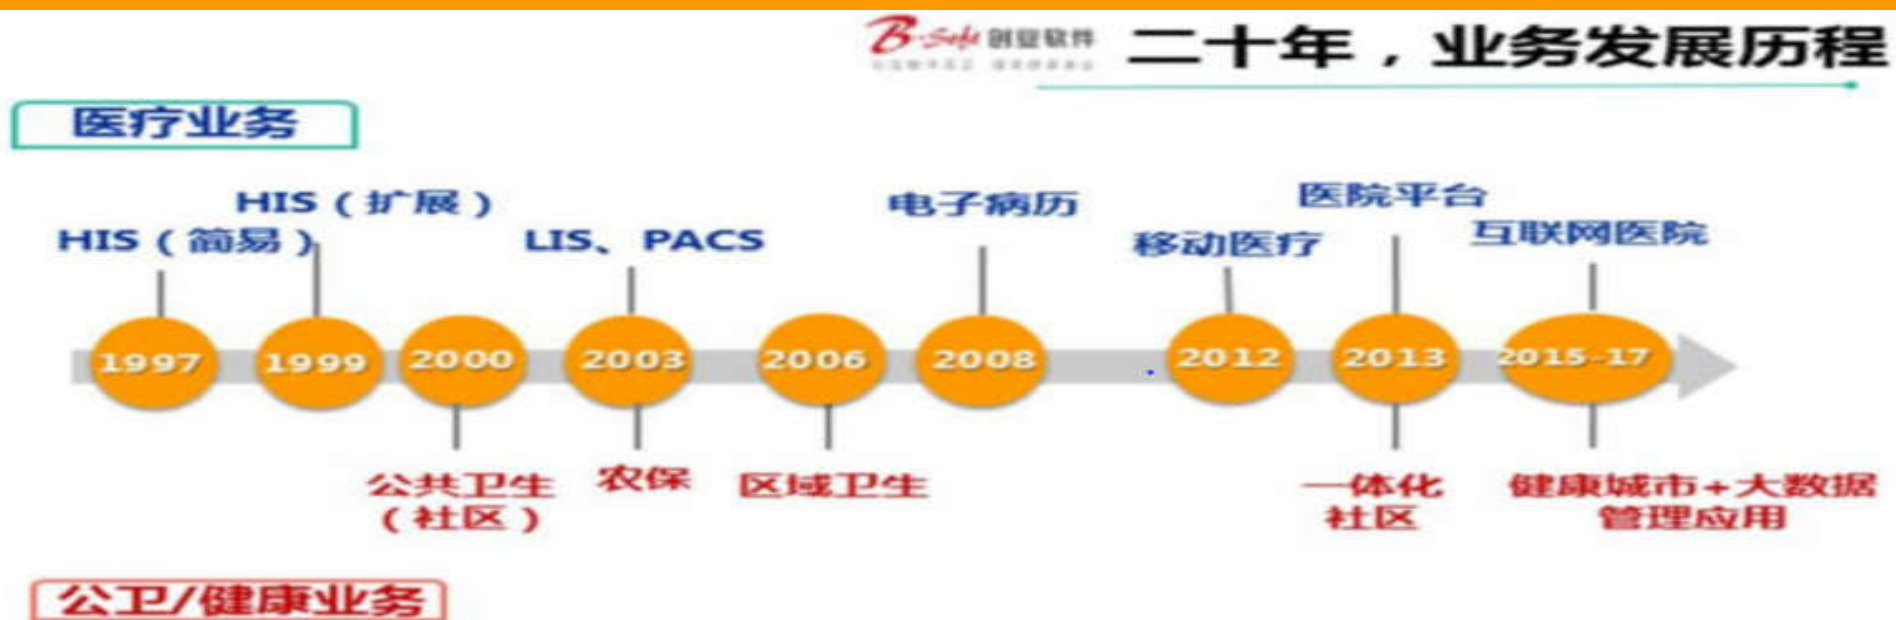 B-Soft 创业软件 二十年，业务发展历程
医疗业务
HIS（简易）
HIS（扩展）
LIS、PACS
电子病历
移动医疗
医院平台
互联网医院
1997
1999
2000
2003
2006
2008
2012
2013
2015-17
公共卫生
（社区）
农保
区域卫生
一体化
社区
健康城市+大数据
管理应用
公卫/健康业务